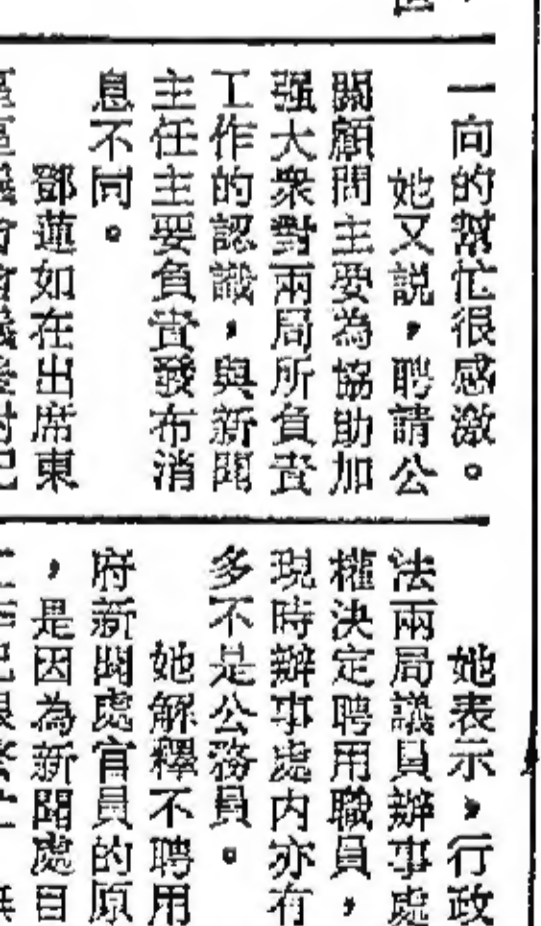 一向的幫忙很感激。
她又説，聘請公
關顧問主要為協助加
强大衆對兩局所負責
工作的認識，與新聞
主任主要負責發布消
息不同。
鄧蓮如在出席東
她表示，行政
法兩局議員辦事處
權決定聘用職員，
現時辦事處内亦有
多不是公務員。
她解釋不聘用
府新聞處官員的原
，是因為新聞處目